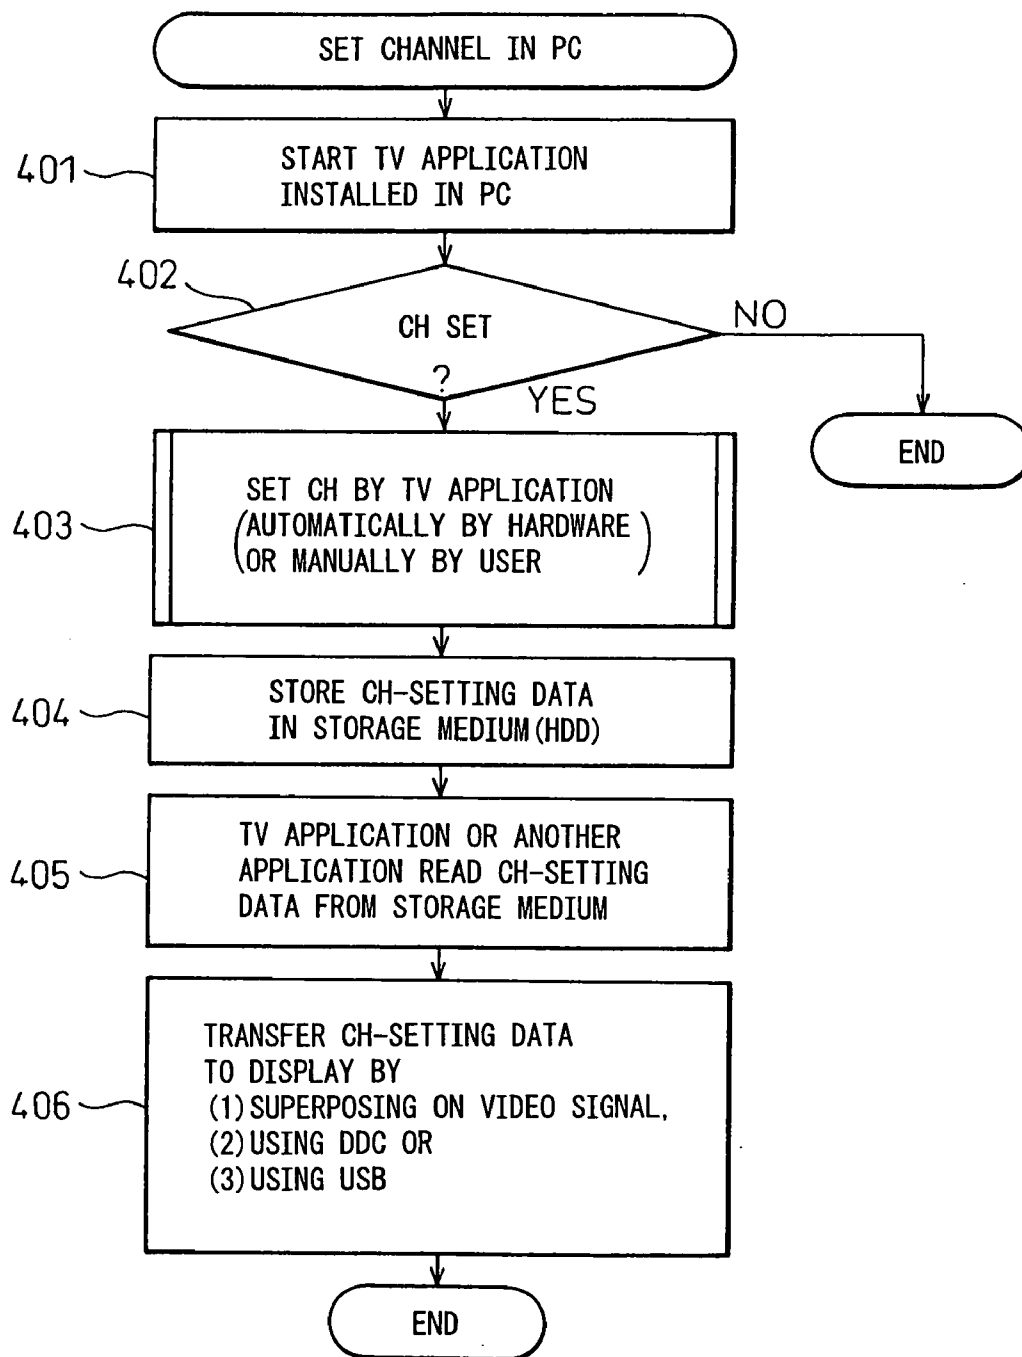 SET CHANNEL IN PC
401
START TV APPLICATION
INSTALLED IN PC
402
CH SET
?
NO
YES
END
403
SET CH BY TV APPLICATION
(AUTOMATICALLY BY HARDWARE
OR MANUALLY BY USER)
404
STORE CH-SETTING DATA
IN STORAGE MEDIUM(HDD)
405
TV APPLICATION OR ANOTHER
APPLICATION READ CH-SETTING
DATA FROM STORAGE MEDIUM
406
TRANSFER CH-SETTING DATA
TO DISPLAY BY
(1)SUPERPOSING ON VIDEO SIGNAL,
(2)USING DDC OR
(3)USING USB
END